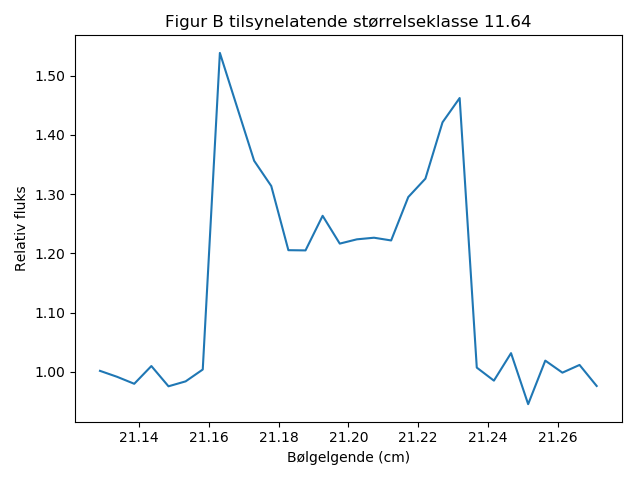 Figur B tilsynelatende størrelseklasse 11.64
1.50
1.40
1.30
1.20
1.10
1.00
Relativ fluks
21.14 21.16 21.18 21.20 21.22 21.24 21.26
Bølgelgende (cm)